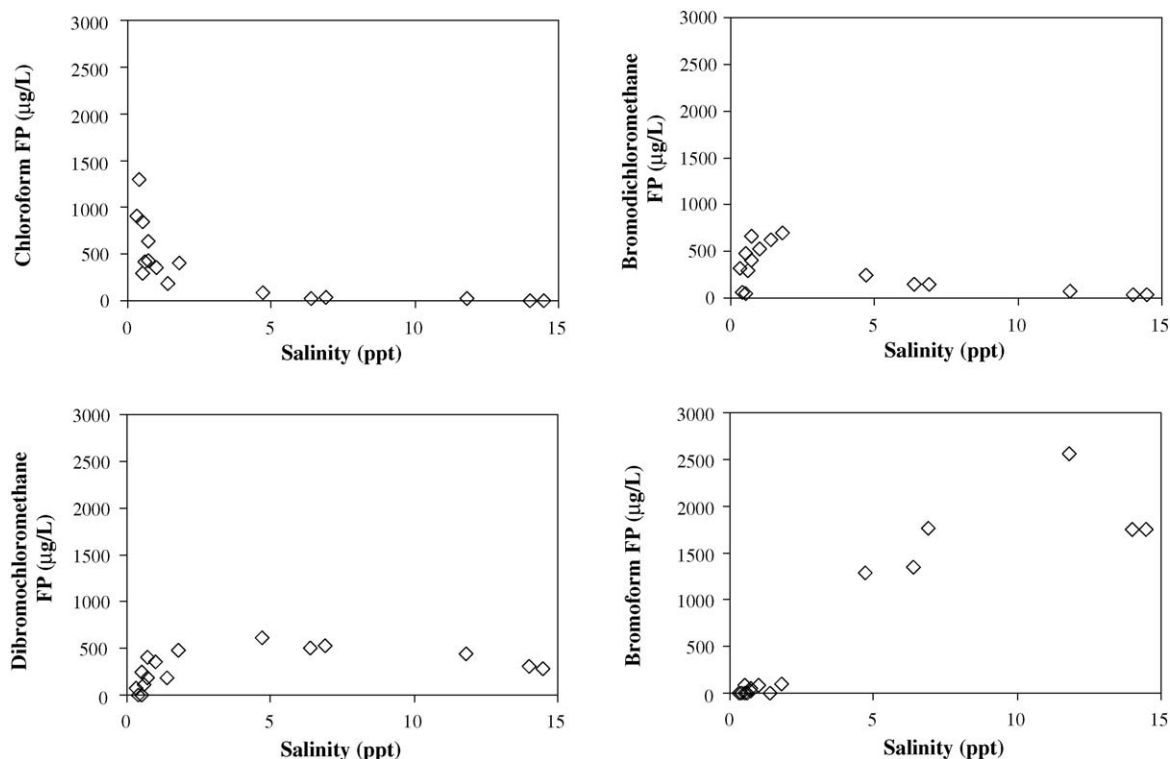 Chloroform FP (μg/L)
3000
2500
2000
1500
1000
500
0
0 5 10 15
Salinity (ppt)
Bromodichloromethane
FP (μg/L)
3000
2500
2000
1500
1000
500
0
0 5 10 15
Salinity (ppt)
Dibromochloromethane
FP (μg/L)
3000
2500
2000
1500
1000
500
0
0 5 10 15
Salinity (ppt)
Bromoform FP (μg/L)
3000
2500
2000
1500
1000
500
0
0 5 10 15
Salinity (ppt)